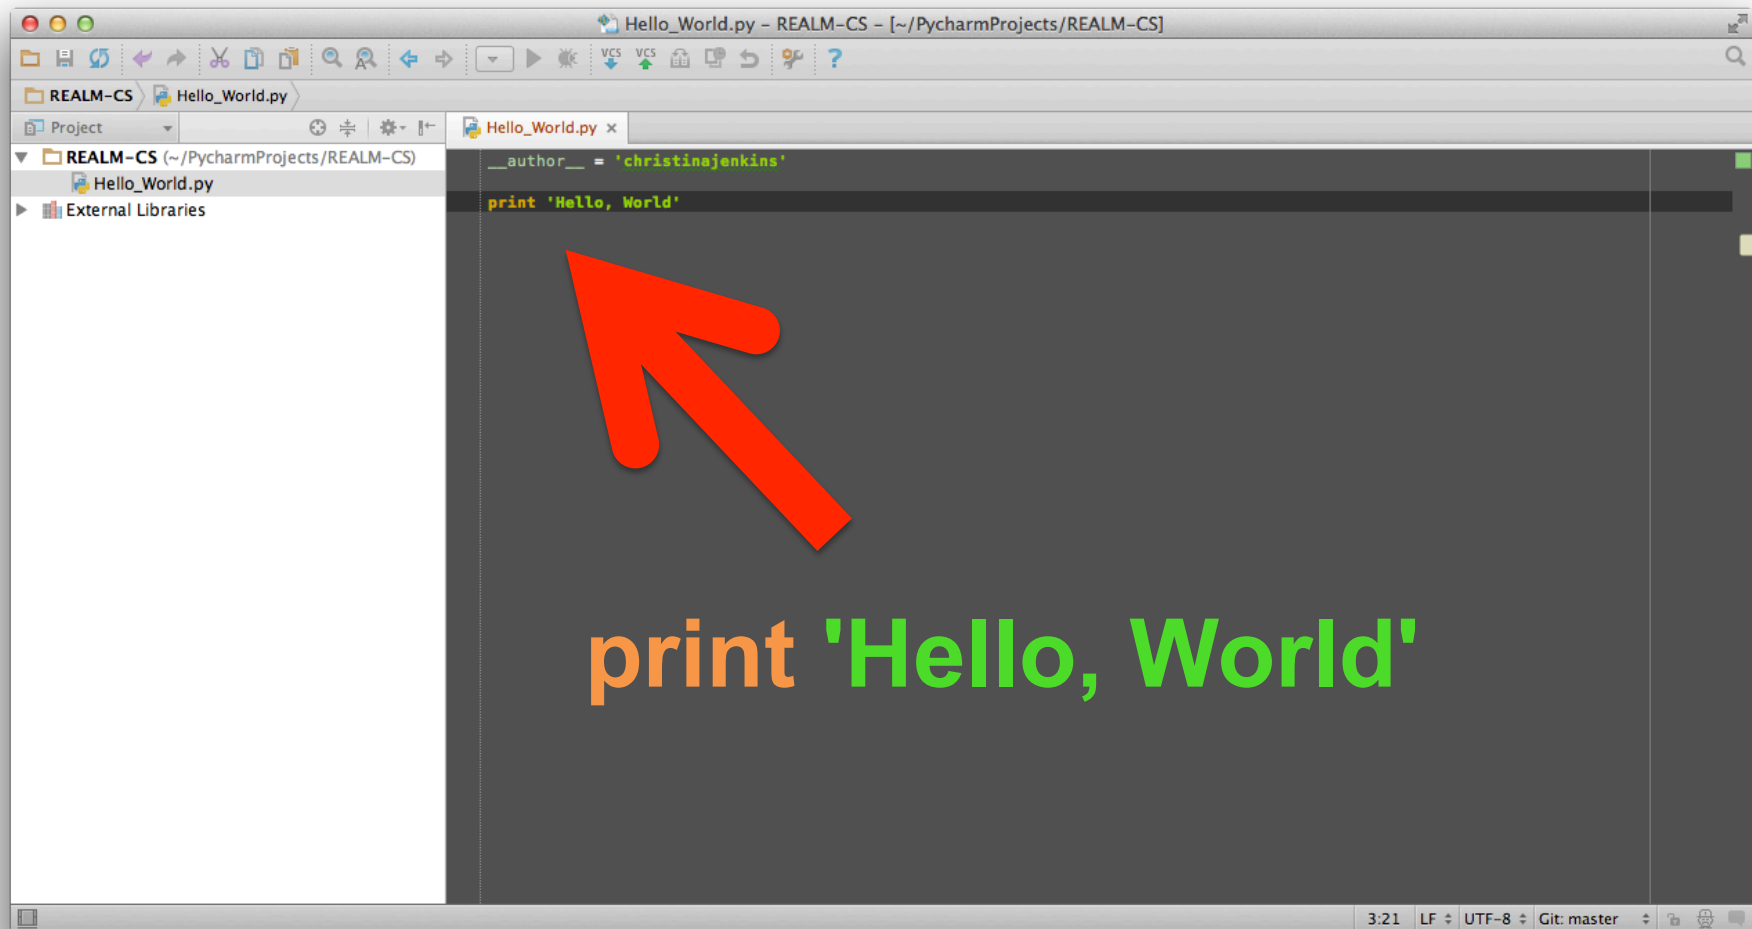 Hello_World.py – REALM-CS – [~/PycharmProjects/REALM-CS]
VCS VCS ?
REALM-CS Hello_World.py
Project
Hello_World.py ×
REALM-CS (~/PycharmProjects/REALM-CS)
Hello_World.py
External Libraries
__author__ = 'christinajenkins'
print 'Hello, World'
print 'Hello, World'
3:21 LF UTF-8 Git: master